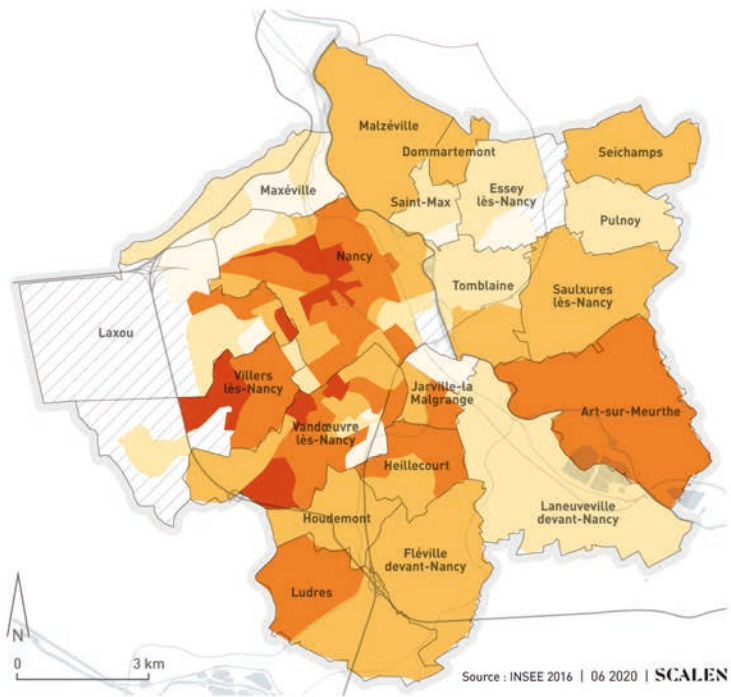 Malzéville
Dommartemont
Seichamps
Maxéville
Saint-Max
Essey
lès-Nancy
Pulnoy
Nancy
Tomblaine
Saulxures
lès-Nancy
Laxou
Villers
lès-Nancy
Jarville-la
Malgrange
Art-sur-Meurthe
Vandœuvre
lès-Nancy
Heillecourt
Laneuveville
devant-Nancy
Houdemont
Fléville
devant-Nancy
Ludres
N
0 3 km
Source : INSEE 2016 | 06 2020 | SCALEN